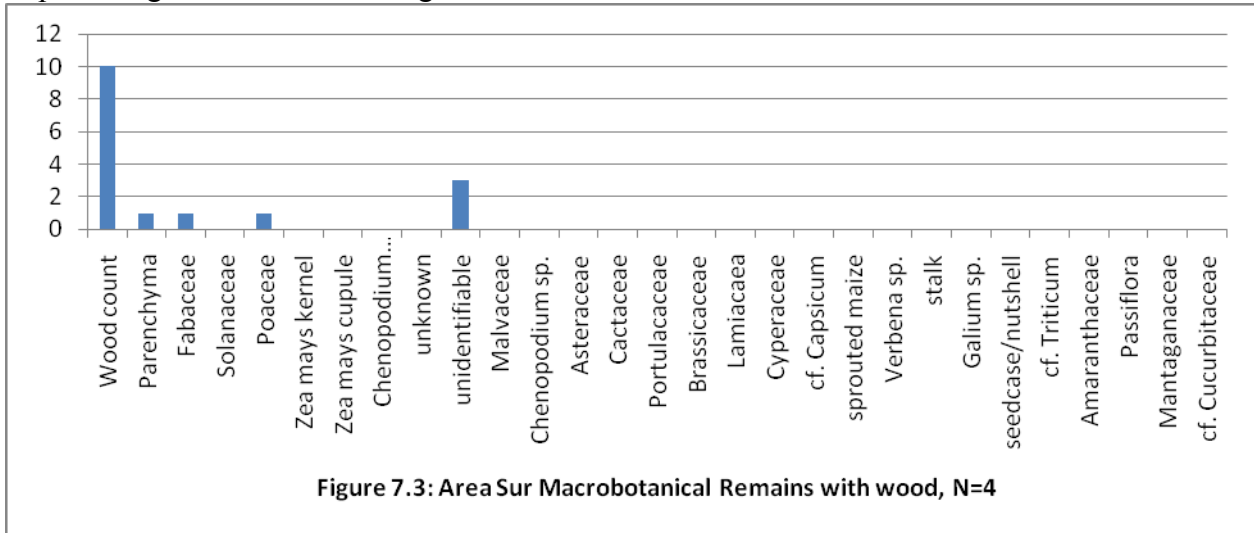 12
10
8
6
4
2
0
Wood count
Parenchyma
Fabaceae
Solanaceae
Poaceae
Zea mays kernel
Zea mays cupule
Chenopodium...
unknown
unidentifiable
Malvaceae
Chenopodium sp.
Asteraceae
Cactaceae
Portulacaceae
Brassicaceae
Lamiacaea
Cyperaceae
cf. Capsicum
sprouted maize
Verbena sp.
stalk
Galium sp.
seedcase/nutshell
cf. Triticum
Amaranthaceae
Passiflora
Mantaganaceae
cf. Cucurbitaceae
Figure 7.3: Area Sur Macrobotanical Remains with wood, N=4